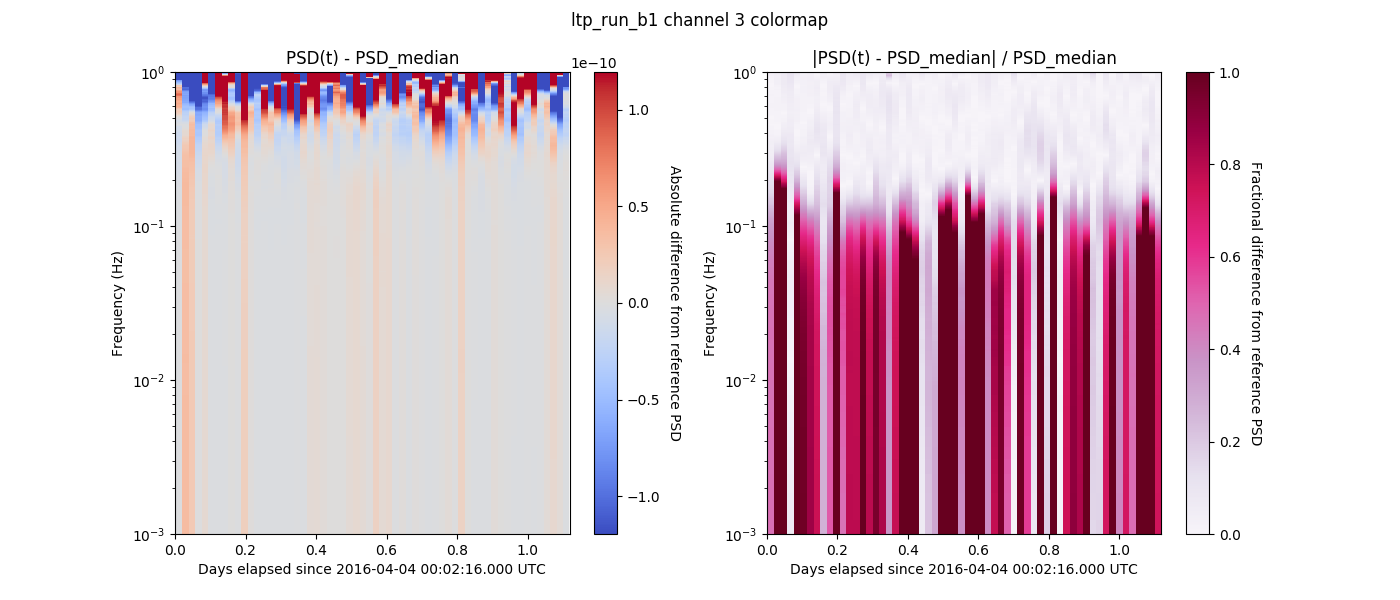 ltp_run_b1 channel 3 colormap
PSD(t) - PSD_median
1e−10
10⁰
10⁻¹
10⁻²
10⁻³
Frequency (Hz)
0.0 0.2 0.4 0.6 0.8 1.0
Days elapsed since 2016-04-04 00:02:16.000 UTC
1.0
0.5
0.0
−0.5
−1.0
Absolute difference from reference PSD
|PSD(t) - PSD_median| / PSD_median
10⁰
10⁻¹
10⁻²
10⁻³
Frequency (Hz)
0.0 0.2 0.4 0.6 0.8 1.0
Days elapsed since 2016-04-04 00:02:16.000 UTC
1.0
0.8
0.6
0.4
0.2
0.0
Fractional difference from reference PSD